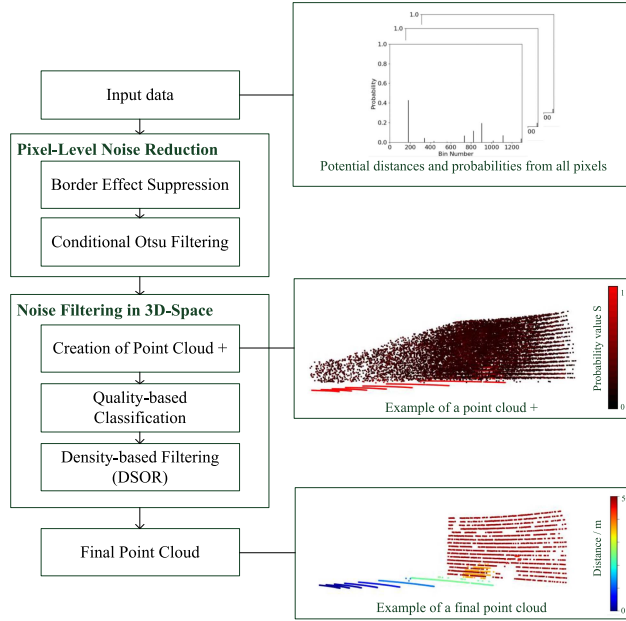 Input data
Pixel-Level Noise Reduction
Border Effect Suppression
Conditional Otsu Filtering
Noise Filtering in 3D-Space
Creation of Point Cloud +
Quality-based
Classification
Density-based Filtering
(DSOR)
Final Point Cloud
1.0
1.0
1.0
0.8
0.6
0.4
0.2
0.0
Probability
0 200 400 600 800 1000 1200
00
00
Bin Number
Potential distances and probabilities from all pixels
1
Probability value S
0
Example of a point cloud +
5
Distance / m
0
Example of a final point cloud